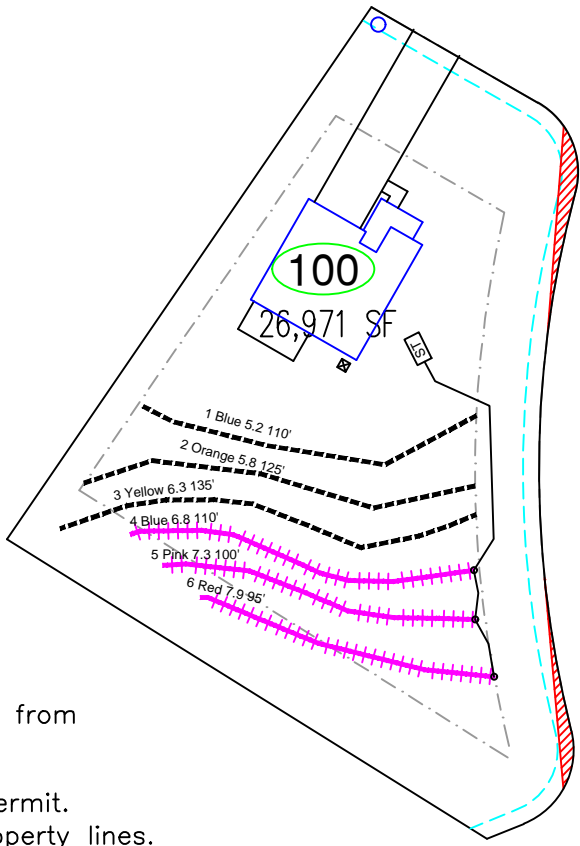 100
26,971 SF
ST
1 Blue 5.2 110'
2 Orange 5.8 125'
3 Yellow 6.3 135'
4 Blue 6.8 110'
5 Pink 7.3 100'
6 Red 7.9 95'
from
ermit.
operty lines.